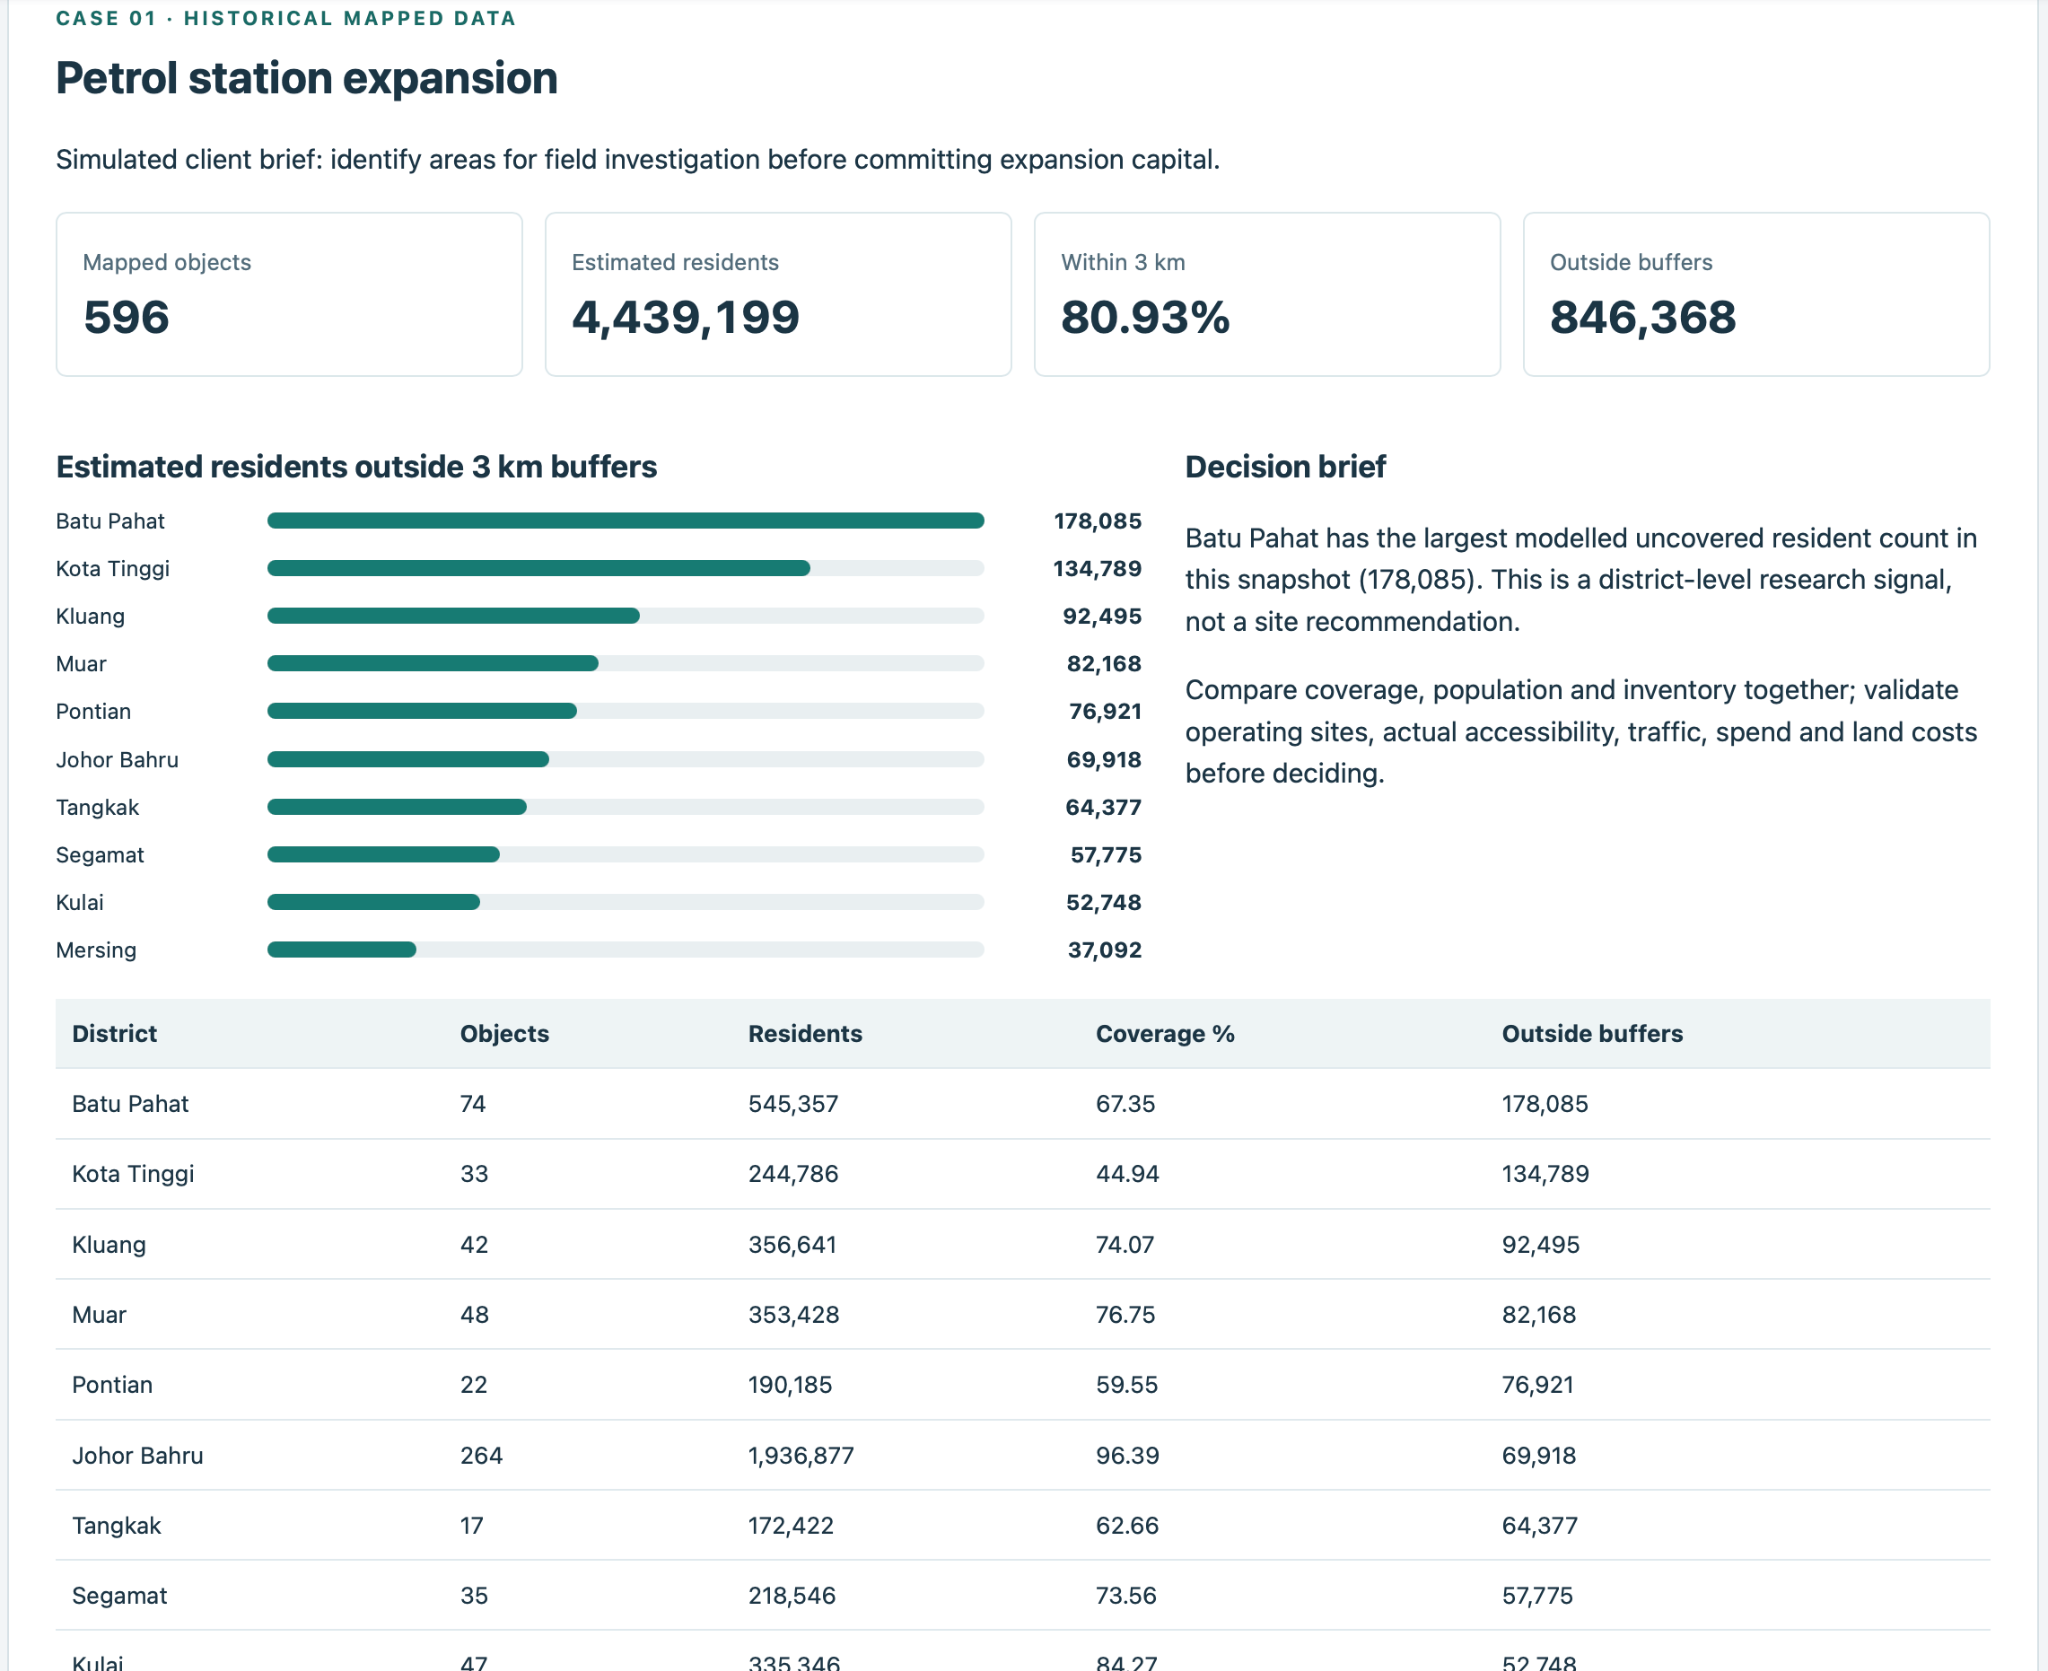 CASE 01 · HISTORICAL MAPPED DATA
Petrol station expansion
Simulated client brief: identify areas for field investigation before committing expansion capital.
Mapped objects
596
Estimated residents
4,439,199
Within 3 km
80.93%
Outside buffers
846,368
Estimated residents outside 3 km buffers
Batu Pahat 178,085
Kota Tinggi 134,789
Kluang 92,495
Muar 82,168
Pontian 76,921
Johor Bahru 69,918
Tangkak 64,377
Segamat 57,775
Kulai 52,748
Mersing 37,092
Decision brief
Batu Pahat has the largest modelled uncovered resident count in
this snapshot (178,085). This is a district-level research signal,
not a site recommendation.
Compare coverage, population and inventory together; validate
operating sites, actual accessibility, traffic, spend and land costs
before deciding.
District Objects Residents Coverage % Outside buffers
Batu Pahat 74 545,357 67.35 178,085
Kota Tinggi 33 244,786 44.94 134,789
Kluang 42 356,641 74.07 92,495
Muar 48 353,428 76.75 82,168
Pontian 22 190,185 59.55 76,921
Johor Bahru 264 1,936,877 96.39 69,918
Tangkak 17 172,422 62.66 64,377
Segamat 35 218,546 73.56 57,775
Kulai 47 335,346 84.27 52,748